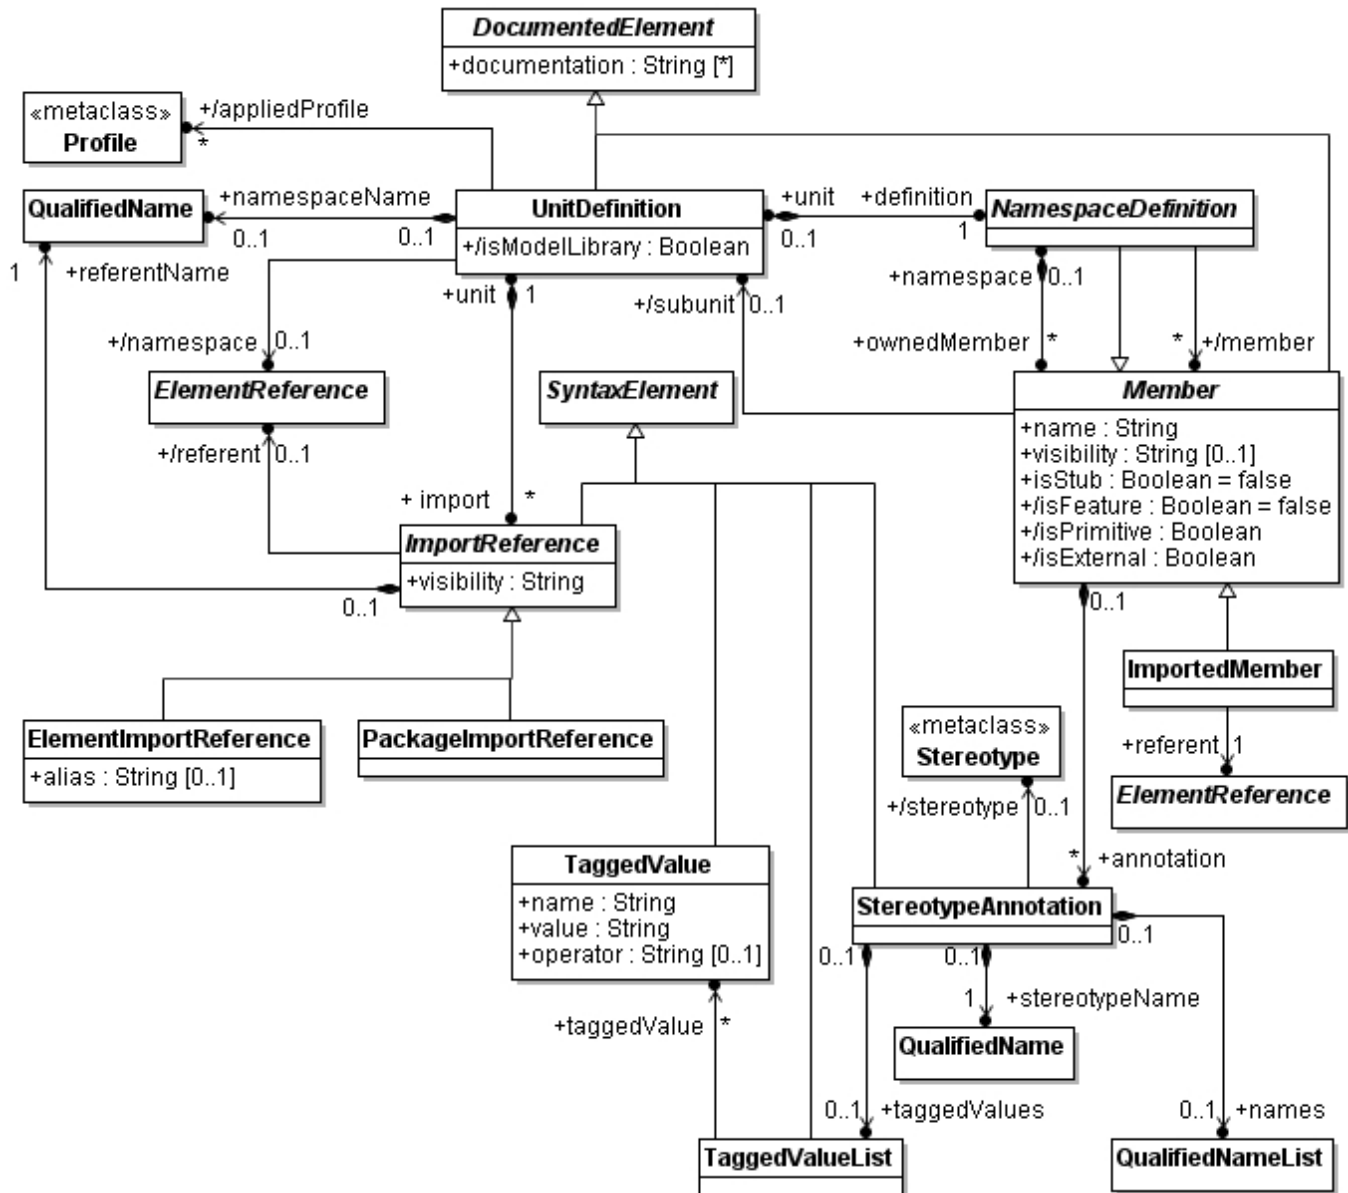 DocumentedElement
+documentation : String [*]
«metaclass»
Profile
+/appliedProfile
*
QualifiedName
+namespaceName
0..1
0..1
UnitDefinition
+/isModelLibrary : Boolean
+unit
+definition
0..1
1
NamespaceDefinition
1
+referentName
+unit
1
+/subunit
0..1
+namespace
0..1
+/namespace
0..1
+ownedMember
*
*
+/member
ElementReference
+/referent
0..1
SyntaxElement
Member
+name : String
+visibility : String [0..1]
+isStub : Boolean = false
+/isFeature : Boolean = false
+/isPrimitive : Boolean
+/isExternal : Boolean
+ import
*
ImportReference
+visibility : String
0..1
0..1
ImportedMember
ElementImportReference
+alias : String [0..1]
PackageImportReference
«metaclass»
Stereotype
+referent
1
ElementReference
+/stereotype
0..1
TaggedValue
+name : String
+value : String
+operator : String [0..1]
*
+annotation
StereotypeAnnotation
0..1
0..1
0..1
1
+stereotypeName
+taggedValue
*
QualifiedName
0..1
+taggedValues
0..1
+names
TaggedValueList
QualifiedNameList